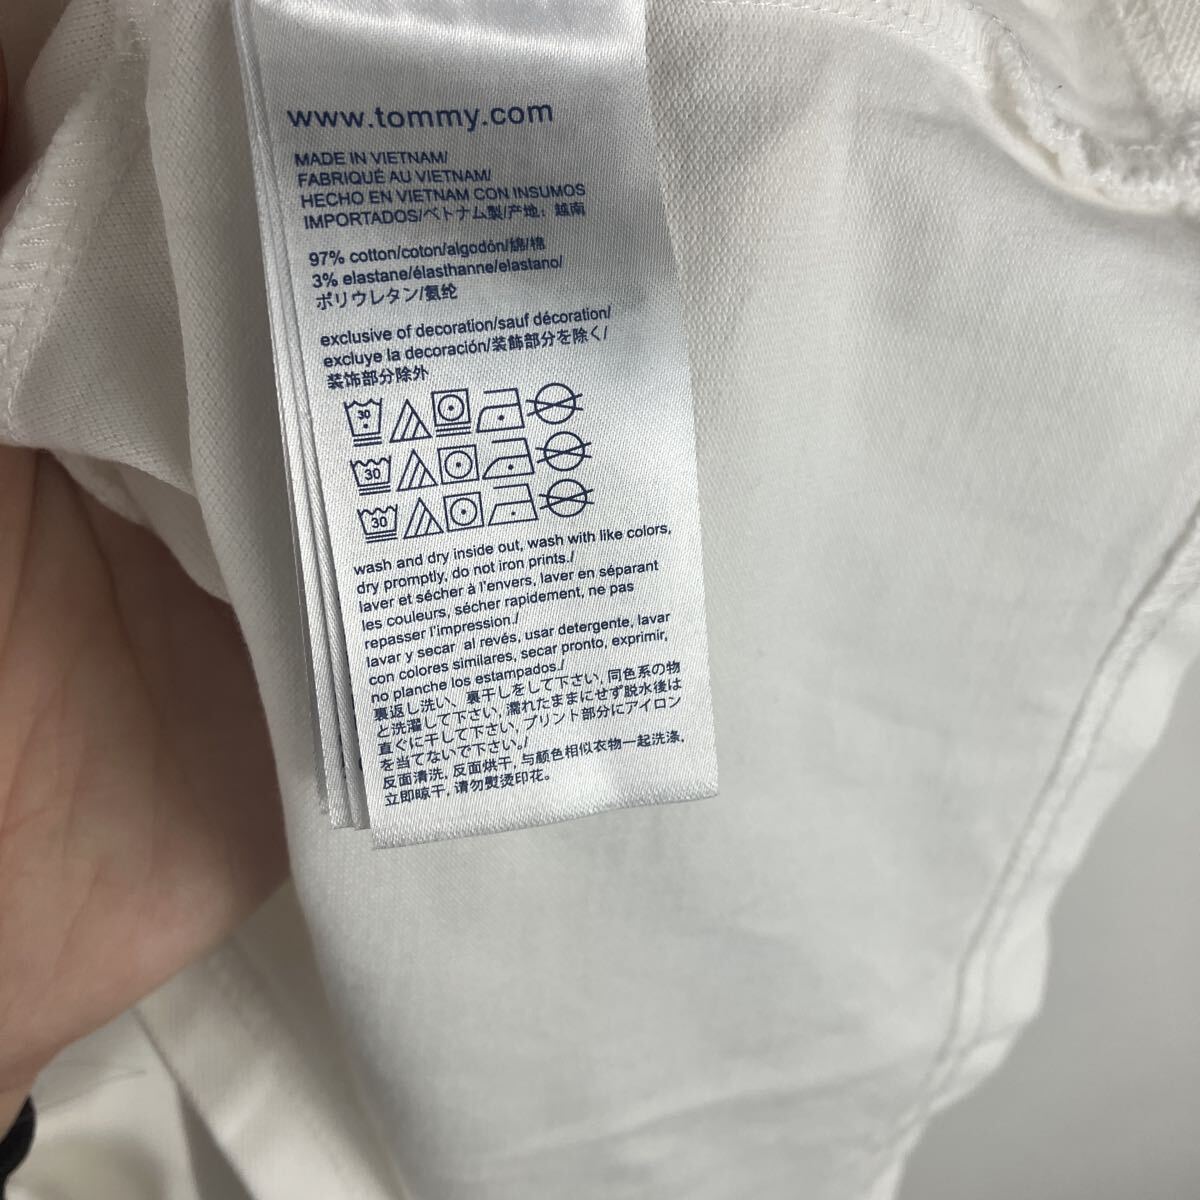 www.tommy.com
MADE IN VIETNAM/
FABRIQUÉ AU VIETNAM/
HECHO EN VIETNAM CON INSUMOS
IMPORTADOS/ベトナム製/产地: 越南
97% cotton/coton/algodón/綿/棉
3% elastane/élasthanne/elastano/
ポリウレタン/氨纶
exclusive of decoration/sauf décoration/
excluye la decoración/装飾部分を除く/
装饰部分除外
30
30
30
wash and dry inside out, wash with like colors,
dry promptly, do not iron prints./
laver et sécher à l'envers, laver en séparant
les couleurs, sécher rapidement, ne pas
repasser l'impression./
lavar y secar al revés, usar detergente, lavar
con colores similares, secar pronto, exprimir,
no planche los estampados./
裏返し洗い、裏干しをして下さい, 同色系の物
と洗濯して下さい, 濡れたままにせず脱水後は
直ぐに干して下さい, プリント部分にアイロン
を当てないで下さい./
反面清洗, 反面烘干, 与颜色相似衣物一起洗涤,
立即晾干, 请勿熨烫印花。